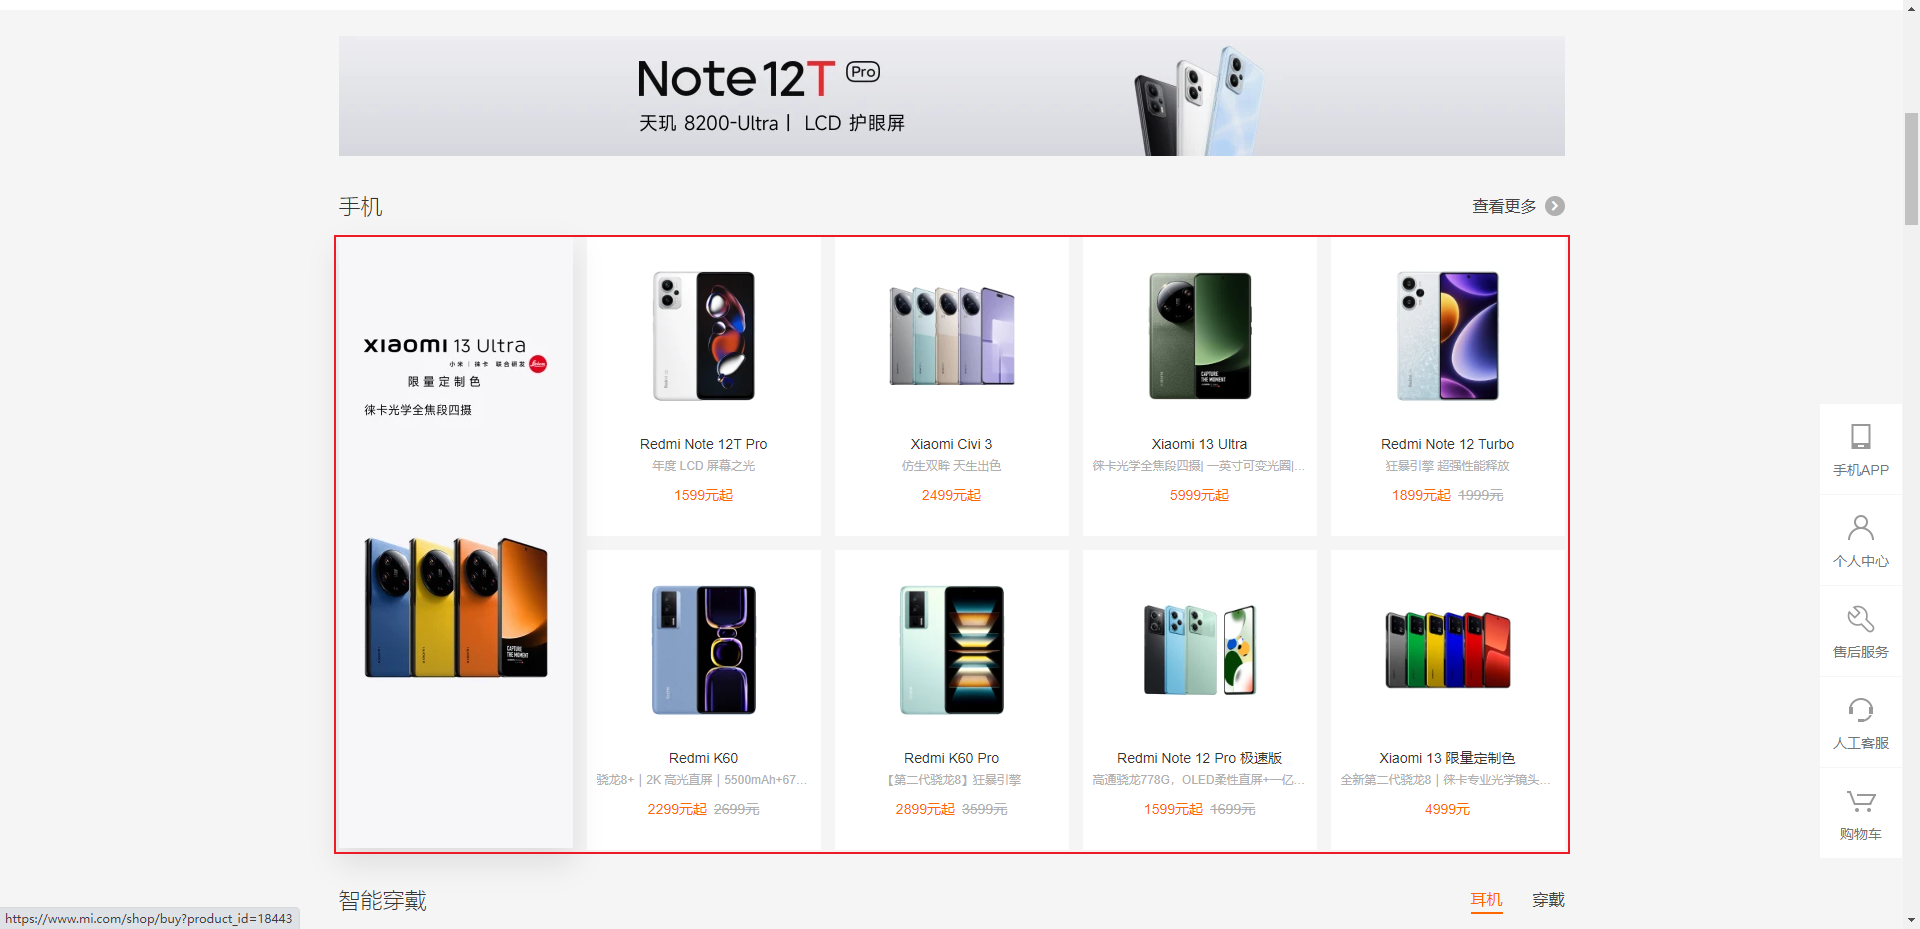 Note 12T Pro
天玑 8200-Ultra | LCD 护眼屏
手机
查看更多
xiaomi 13 Ultra
小米 | 徕卡 联合研发
限量定制色
徕卡光学全焦段四摄
CAPTURE
THE MOMENT
Redmi Note 12T Pro
年度 LCD 屏幕之光
1599元起
Xiaomi Civi 3
仿生双眸 天生出色
2499元起
CAPTURE
THE MOMENT
Xiaomi 13 Ultra
徕卡光学全焦段四摄| 一英寸可变光圈|...
5999元起
Redmi Note 12 Turbo
狂暴引擎 超强性能释放
1899元起 1999元
Redmi K60
骁龙8+ | 2K 高光直屏 | 5500mAh+67...
2299元起 2699元
Redmi K60 Pro
【第二代骁龙8】狂暴引擎
2899元起 3599元
Redmi Note 12 Pro 极速版
高通骁龙778G，OLED柔性直屏+一亿...
1599元起 1699元
Xiaomi 13 限量定制色
全新第二代骁龙8 | 徕卡专业光学镜头...
4999元
手机APP
个人中心
售后服务
人工客服
购物车
智能穿戴
耳机
穿戴
https://www.mi.com/shop/buy?product_id=18443